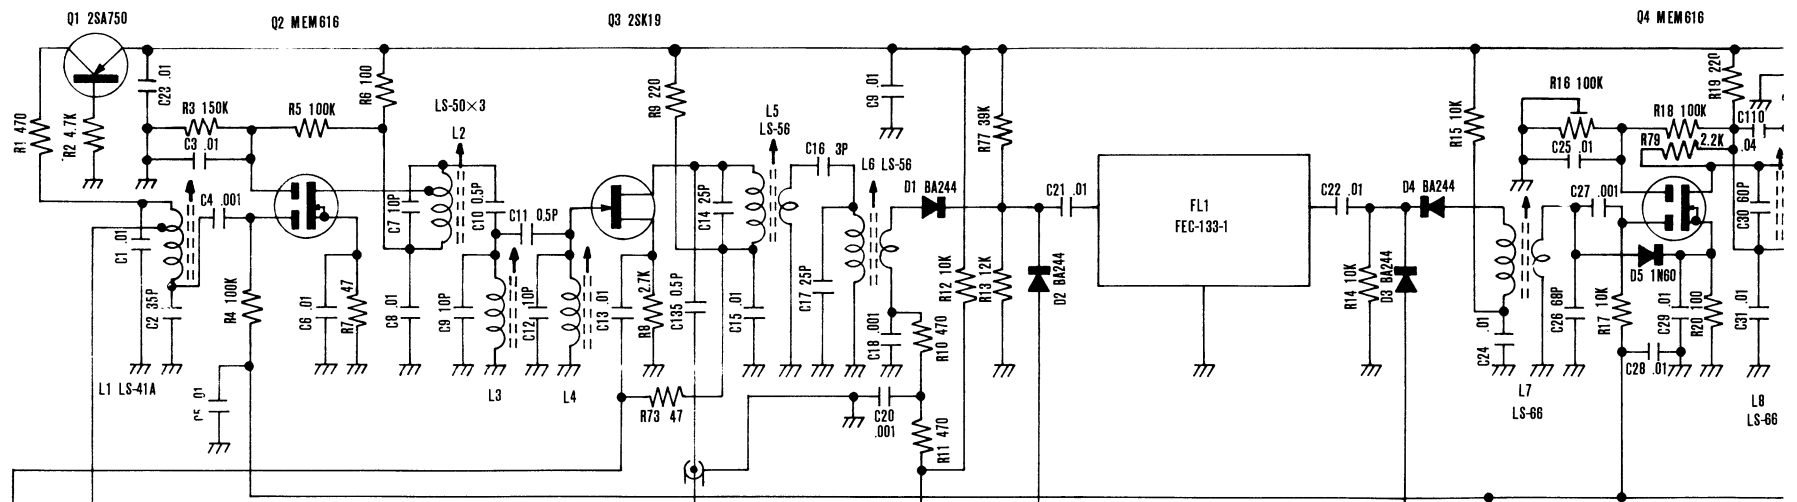 Q1 2SA750
Q2 MEM616
Q3 2SK19
Q4 MEM616
R1 470
R2 4.7K
C23 .01
R3 150K
C3 .01
R5 100K
R6 100
LS-50×3
L2
C4 .001
C7 10P
C10 0.5P
C11 0.5P
R9 220
L5
LS-56
C14 25P
C16 3P
L6 LS-56
C9 .01
D1 BA244
R77 39K
C21 .01
FL1
FEC-133-1
C22 .01
D4 BA244
R15 10K
R16 100K
C25 .01
R18 100K
R79 2.2K
R19 220
C110
.04
C27 .001
C30 60P
C1 .01
C2 35P
R4 100K
C6 .01
R7 47
C8 .01
C9 10P
C12 10P
C13 .01
R8 2.7K
C135 0.5P
C15 .01
C17 25P
C18 .001
R10 470
R12 10K
R13 12K
D2 BA244
R14 10K
D3 BA244
C24 .01
C26 68P
D5 1N60
R17 10K
C29 .01
R20 100
C31 .01
C28 .01
L1 LS-41A
C5 .01
L3
L4
R73 47
C20
.001
R11 470
L7
LS-66
L8
LS-66